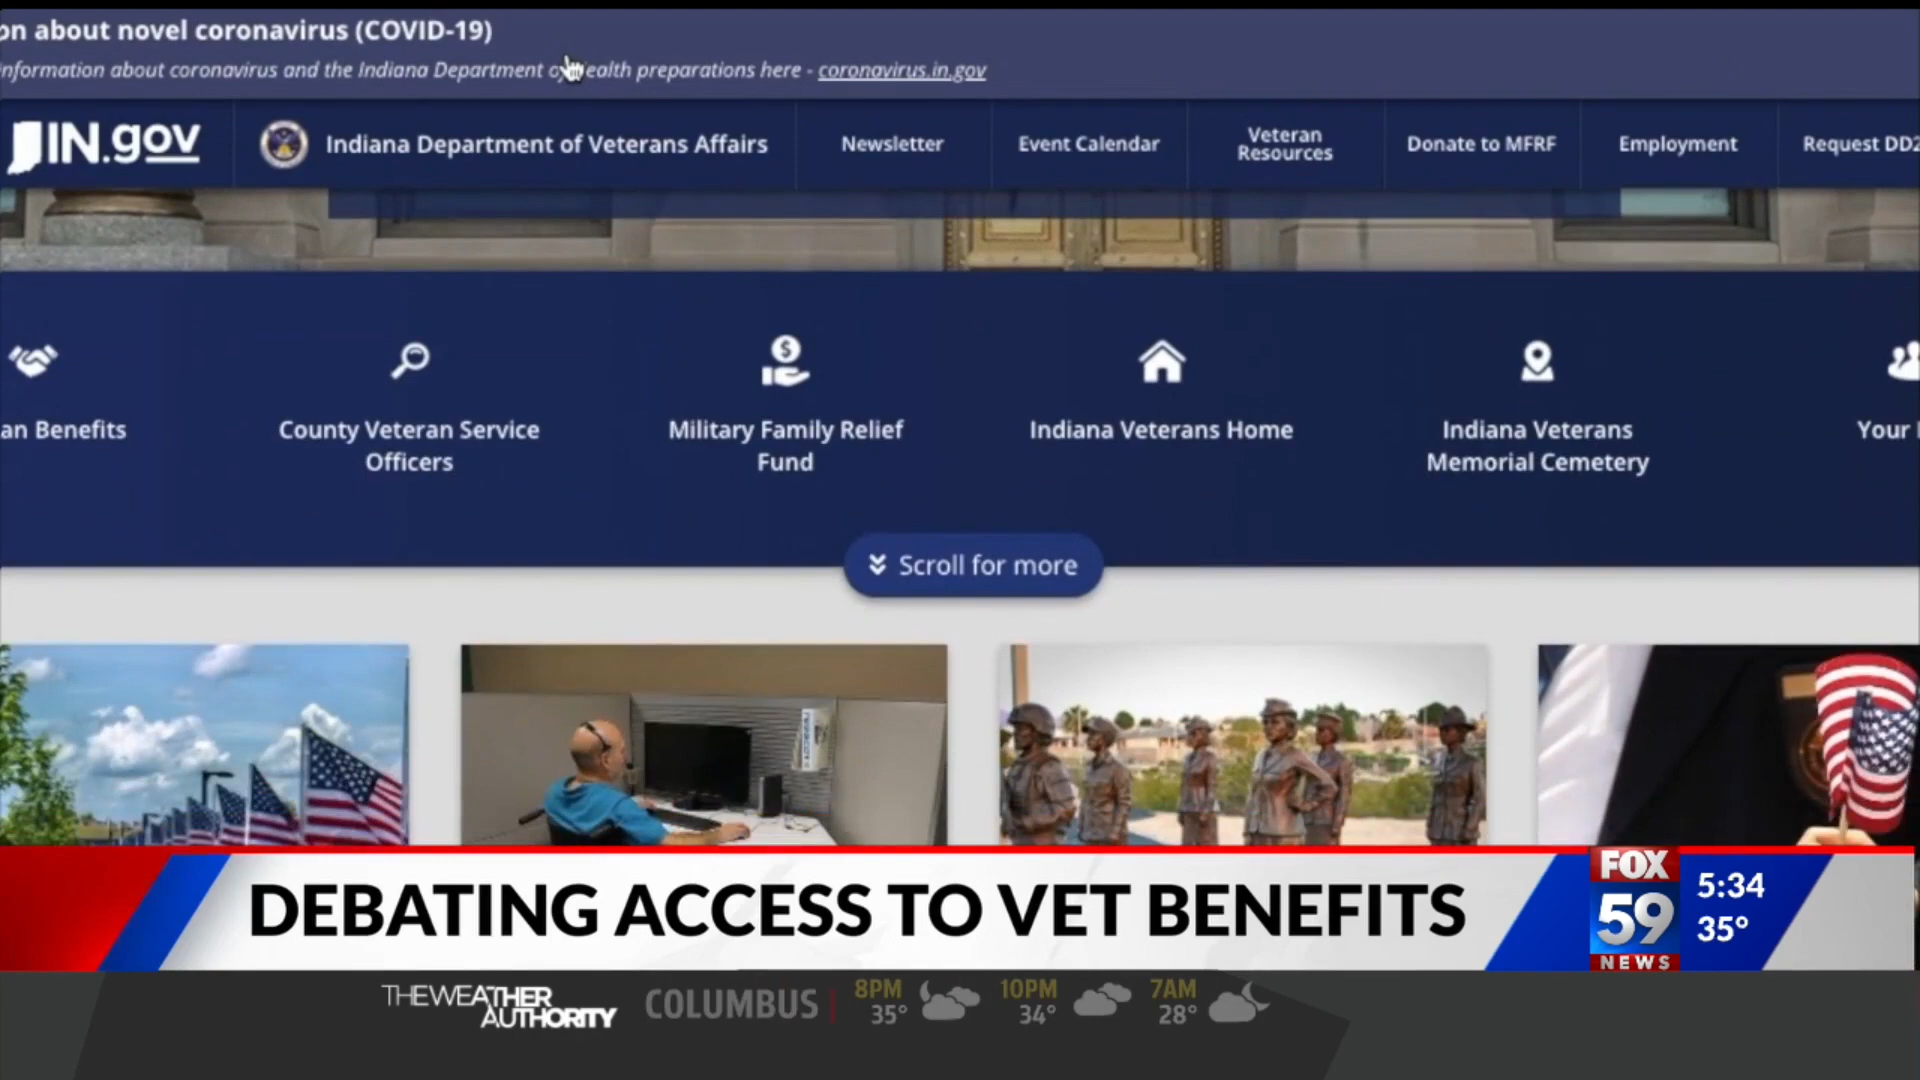 on about novel coronavirus (COVID-19)
information about coronavirus and the Indiana Department of Health preparations here - coronavirus.in.gov
IN.gov
Indiana Department of Veterans Affairs
Newsletter
Event Calendar
Veteran
Resources
Donate to MFRF
Employment
Request DD2
an Benefits
County Veteran Service
Officers
Military Family Relief
Fund
Indiana Veterans Home
Indiana Veterans
Memorial Cemetery
Your
Scroll for more
DEBATING ACCESS TO VET BENEFITS
FOX
59
NEWS
5:34
35°
THE WEATHER
AUTHORITY
COLUMBUS
8PM
35°
10PM
34°
7AM
28°